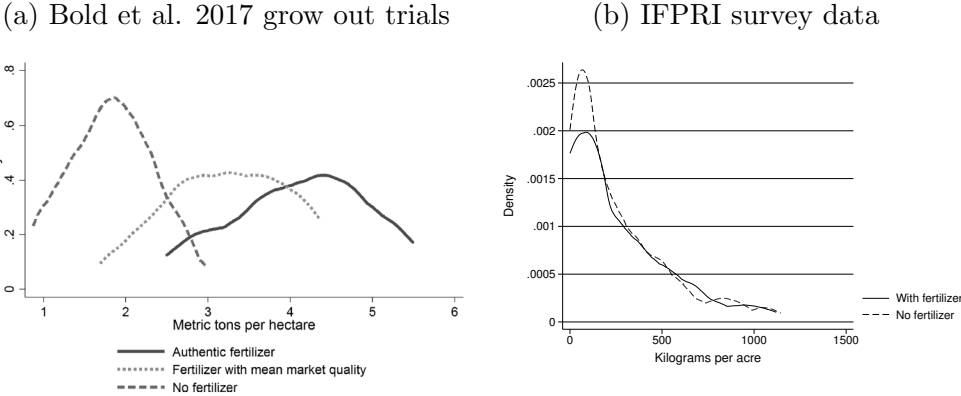 (a) Bold et al. 2017 grow out trials
(b) IFPRI survey data
.8
.6
.4
.2
0
1 2 3 4 5 6
Metric tons per hectare
Authentic fertilizer
Fertilizer with mean market quality
No fertilizer
Density
.0025
.002
.0015
.001
.0005
0
0 500 1000 1500
Kilograms per acre
With fertilizer
No fertilizer